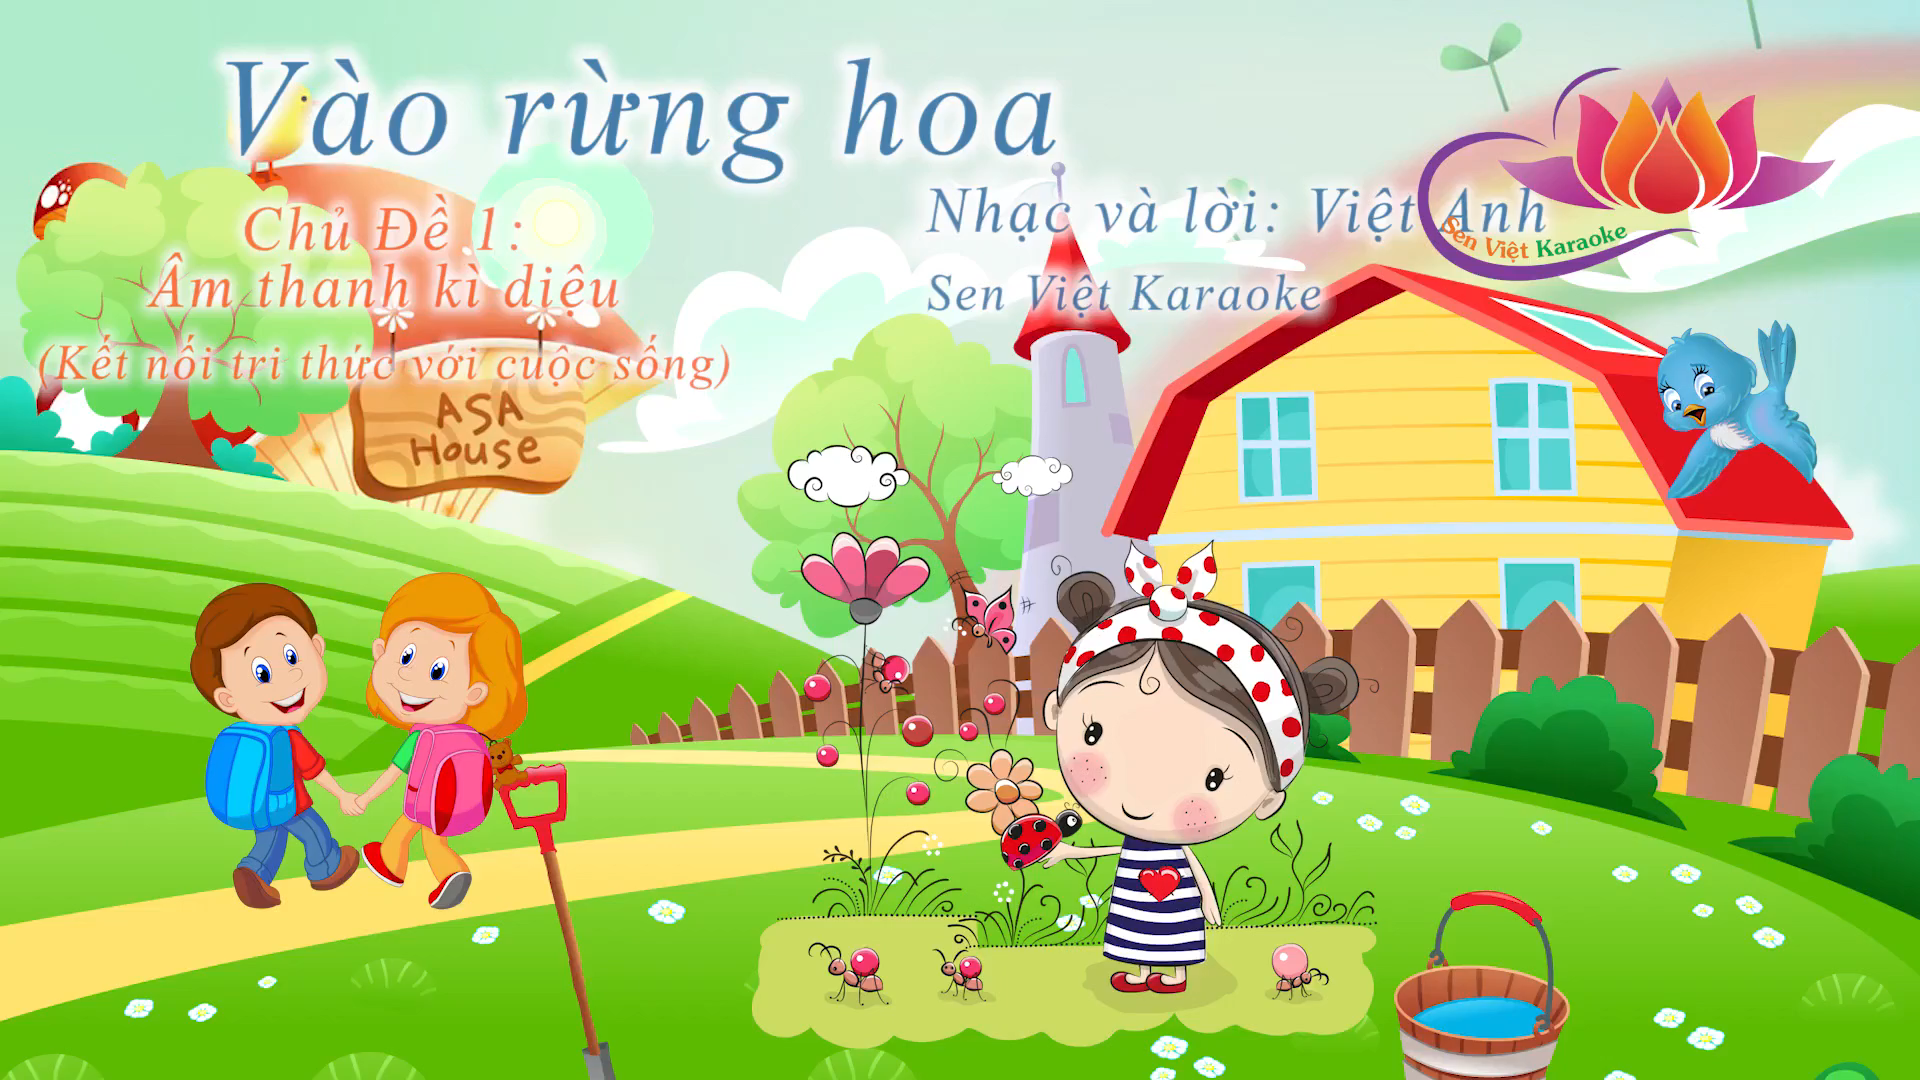 Vào rừng hoa
Chủ Đề 1:
Âm thanh kì diệu
(Kết nối tri thức với cuộc sống)
Nhạc và lời: Việt Anh
Sen Việt Karaoke
Sen Việt Karaoke
ASA
House